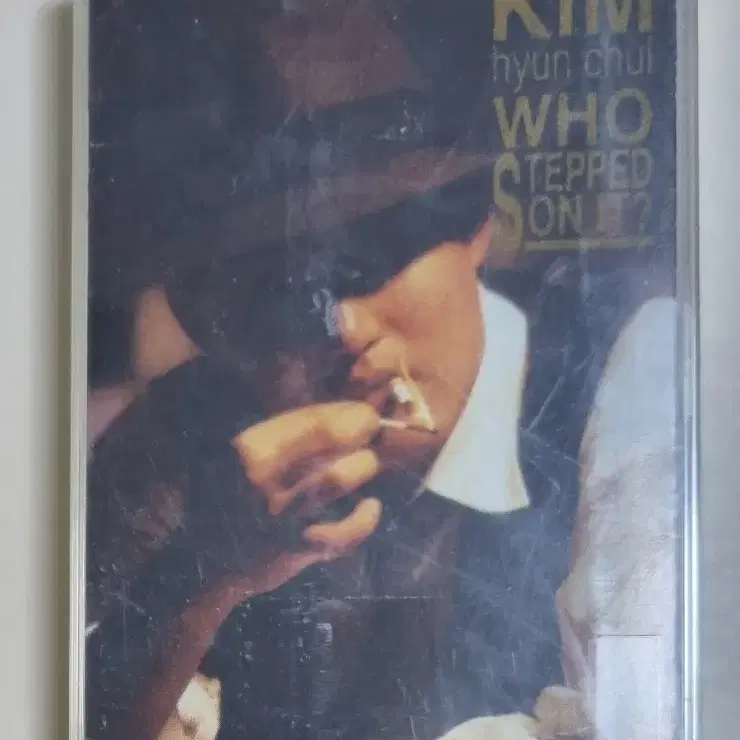 KIM
hyun chul
WHO
STEPPED
ON IT?